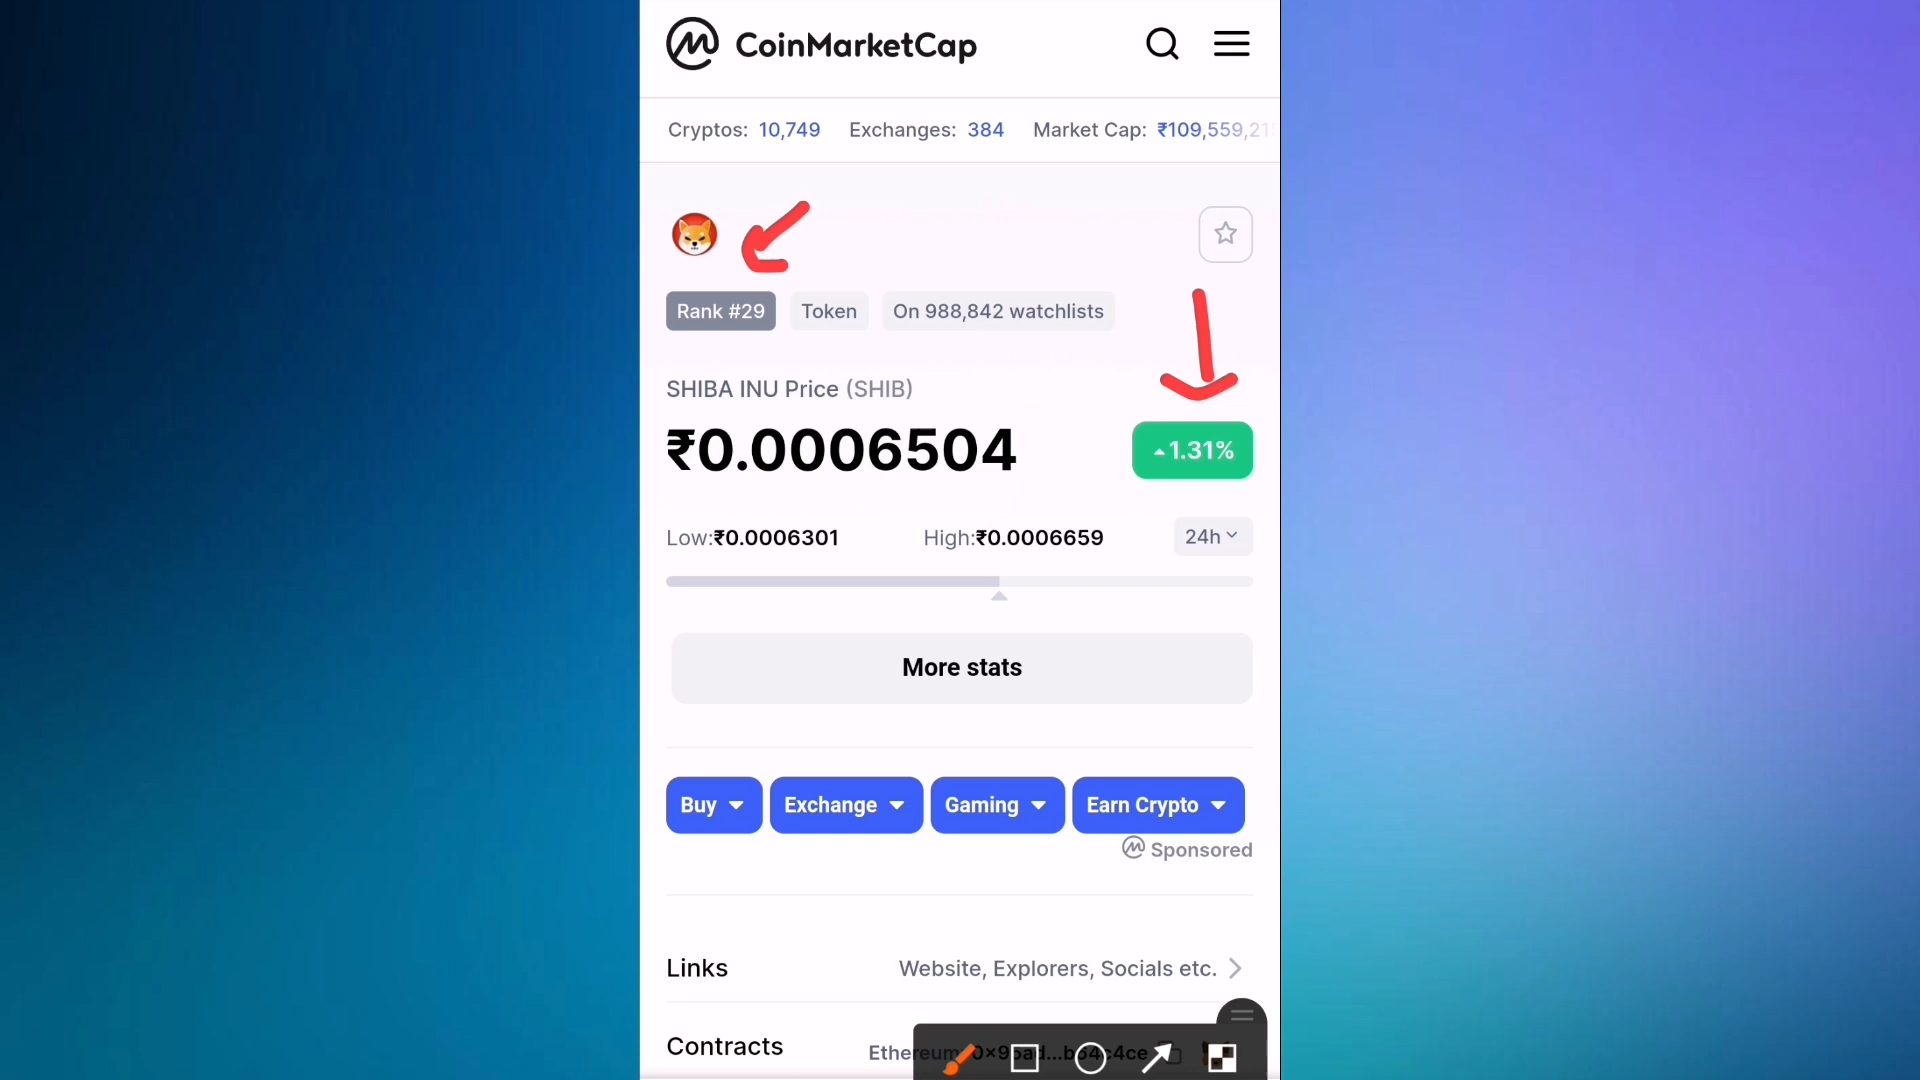 CoinMarketCap
Cryptos: 10,749 Exchanges: 384 Market Cap: ₹109,559,21
Rank #29 Token On 988,842 watchlists
SHIBA INU Price (SHIB)
₹0.0006504 1.31%
Low:₹0.0006301 High:₹0.0006659 24h
More stats
Buy Exchange Gaming Earn Crypto
Sponsored
Links Website, Explorers, Socials etc.
Contracts Ethereum